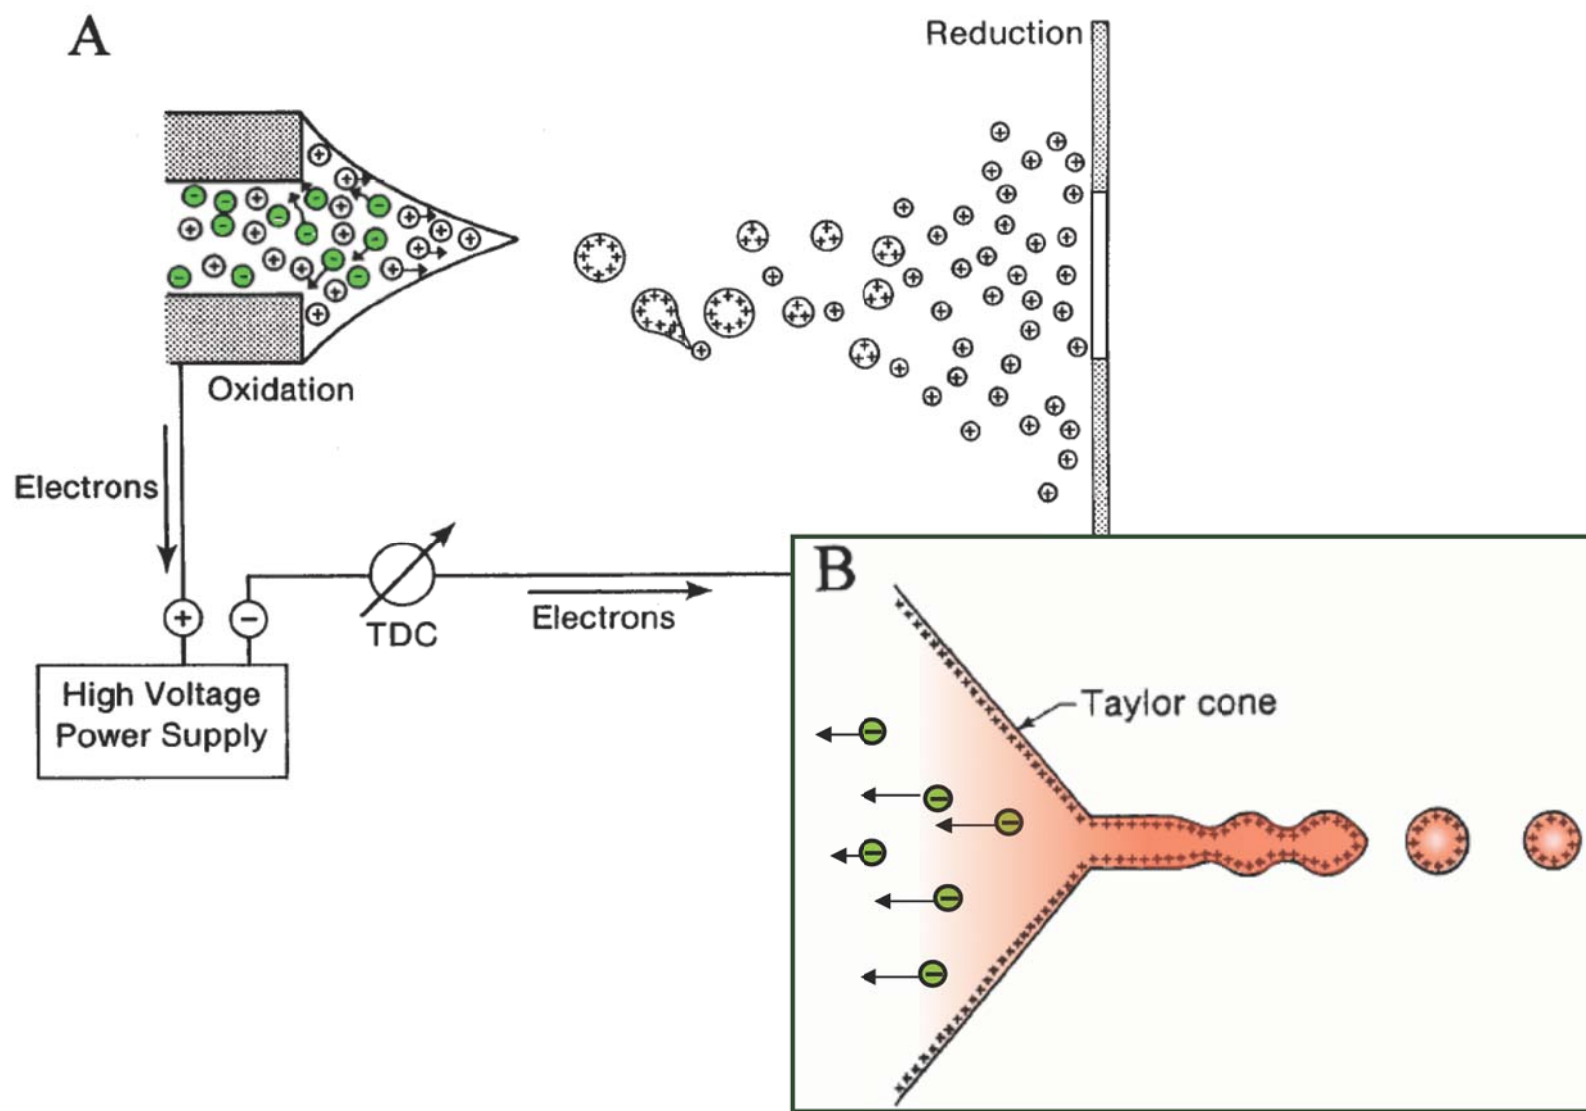 A
Reduction
Oxidation
Electrons
TDC
Electrons
High Voltage
Power Supply
B
Taylor cone